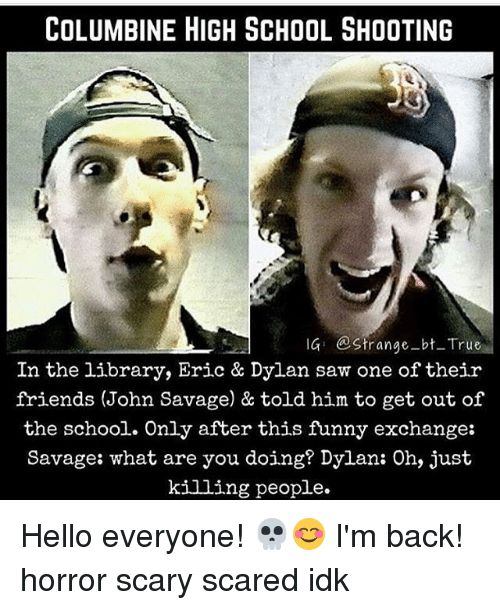 COLUMBINE HIGH SCHOOL SHOOTING
B
IG: @Strange_bt_True
In the library, Eric & Dylan saw one of their
friends (John Savage) & told him to get out of
the school. Only after this funny exchange:
Savage: what are you doing? Dylan: Oh, just
killing people.
Hello everyone! 💀😊 I'm back!
horror scary scared idk